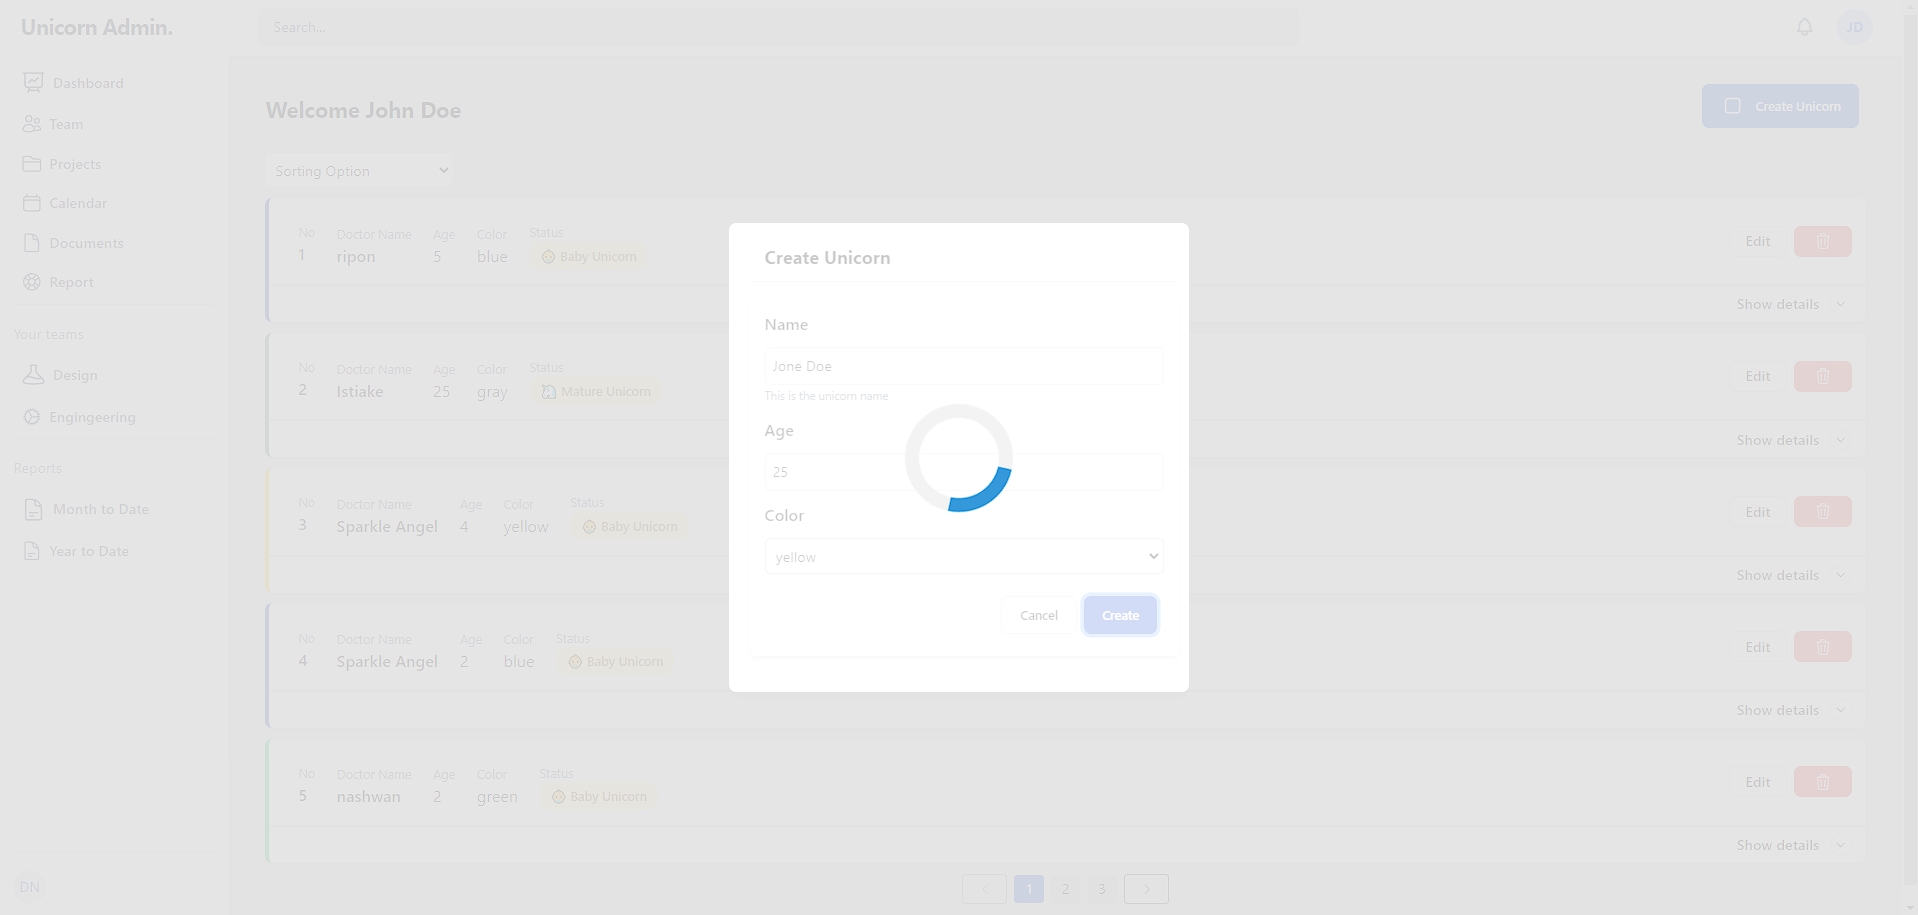 Unicorn Admin.
Search...
JD
Dashboard
Team
Projects
Calendar
Documents
Report
Your teams
Design
Engingeering
Reports
Month to Date
Year to Date
DN
Welcome John Doe
Create Unicorn
Sorting Option
No Doctor Name Age Color Status
1 ripon 5 blue Baby Unicorn
Edit
Show details
No Doctor Name Age Color Status
2 Istiake 25 gray Mature Unicorn
Edit
Show details
No Doctor Name Age Color Status
3 Sparkle Angel 4 yellow Baby Unicorn
Edit
Show details
No Doctor Name Age Color Status
4 Sparkle Angel 2 blue Baby Unicorn
Edit
Show details
No Doctor Name Age Color Status
5 nashwan 2 green Baby Unicorn
Edit
Show details
1 2 3
Create Unicorn
Name
Jone Doe
This is the unicorn name
Age
25
Color
yellow
Cancel Create